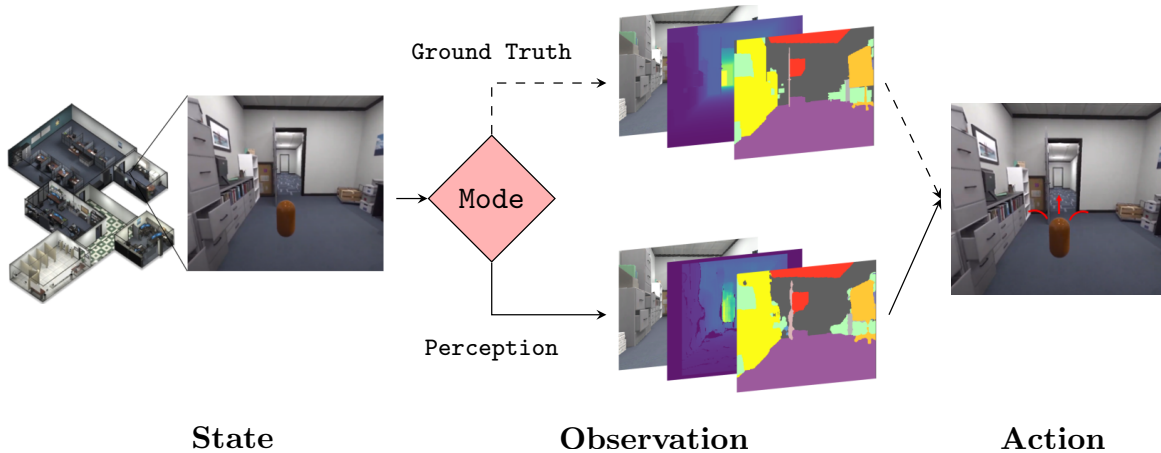 Ground Truth
Mode
Perception
State
Observation
Action